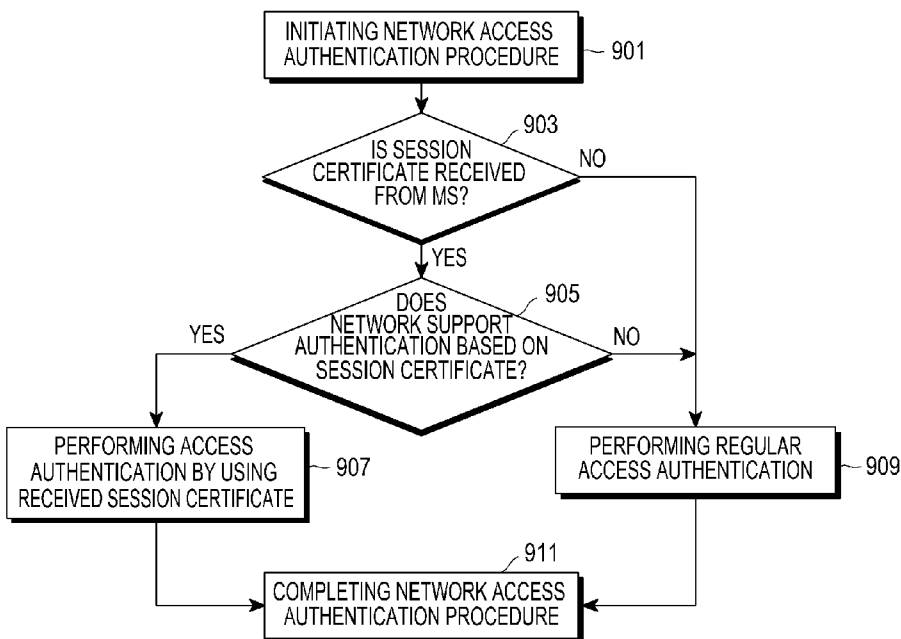 INITIATING NETWORK ACCESS
AUTHENTICATION PROCEDURE
901
903
IS SESSION
CERTIFICATE RECEIVED
FROM MS?
NO
YES
905
DOES
NETWORK SUPPORT
AUTHENTICATION BASED ON
SESSION CERTIFICATE?
YES
NO
PERFORMING ACCESS
AUTHENTICATION BY USING
RECEIVED SESSION CERTIFICATE
907
PERFORMING REGULAR
ACCESS AUTHENTICATION
909
911
COMPLETING NETWORK ACCESS
AUTHENTICATION PROCEDURE